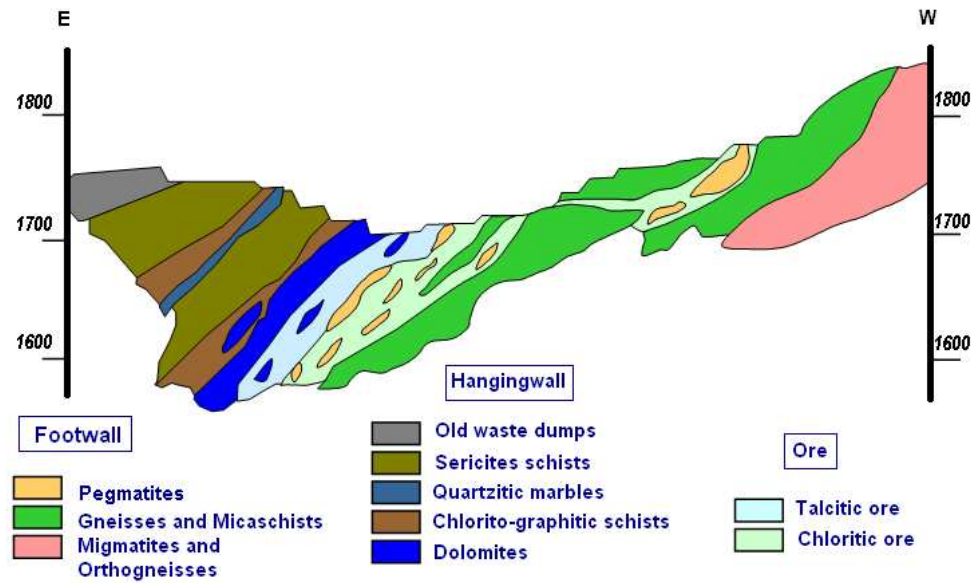 E W
1800 1800
1700 1700
1600 1600
Footwall
Pegmatites
Gneisses and Micaschists
Migmatites and
Orthogneisses
Hangingwall
Old waste dumps
Sericites schists
Quartzitic marbles
Chlorito-graphitic schists
Dolomites
Ore
Talcitic ore
Chloritic ore